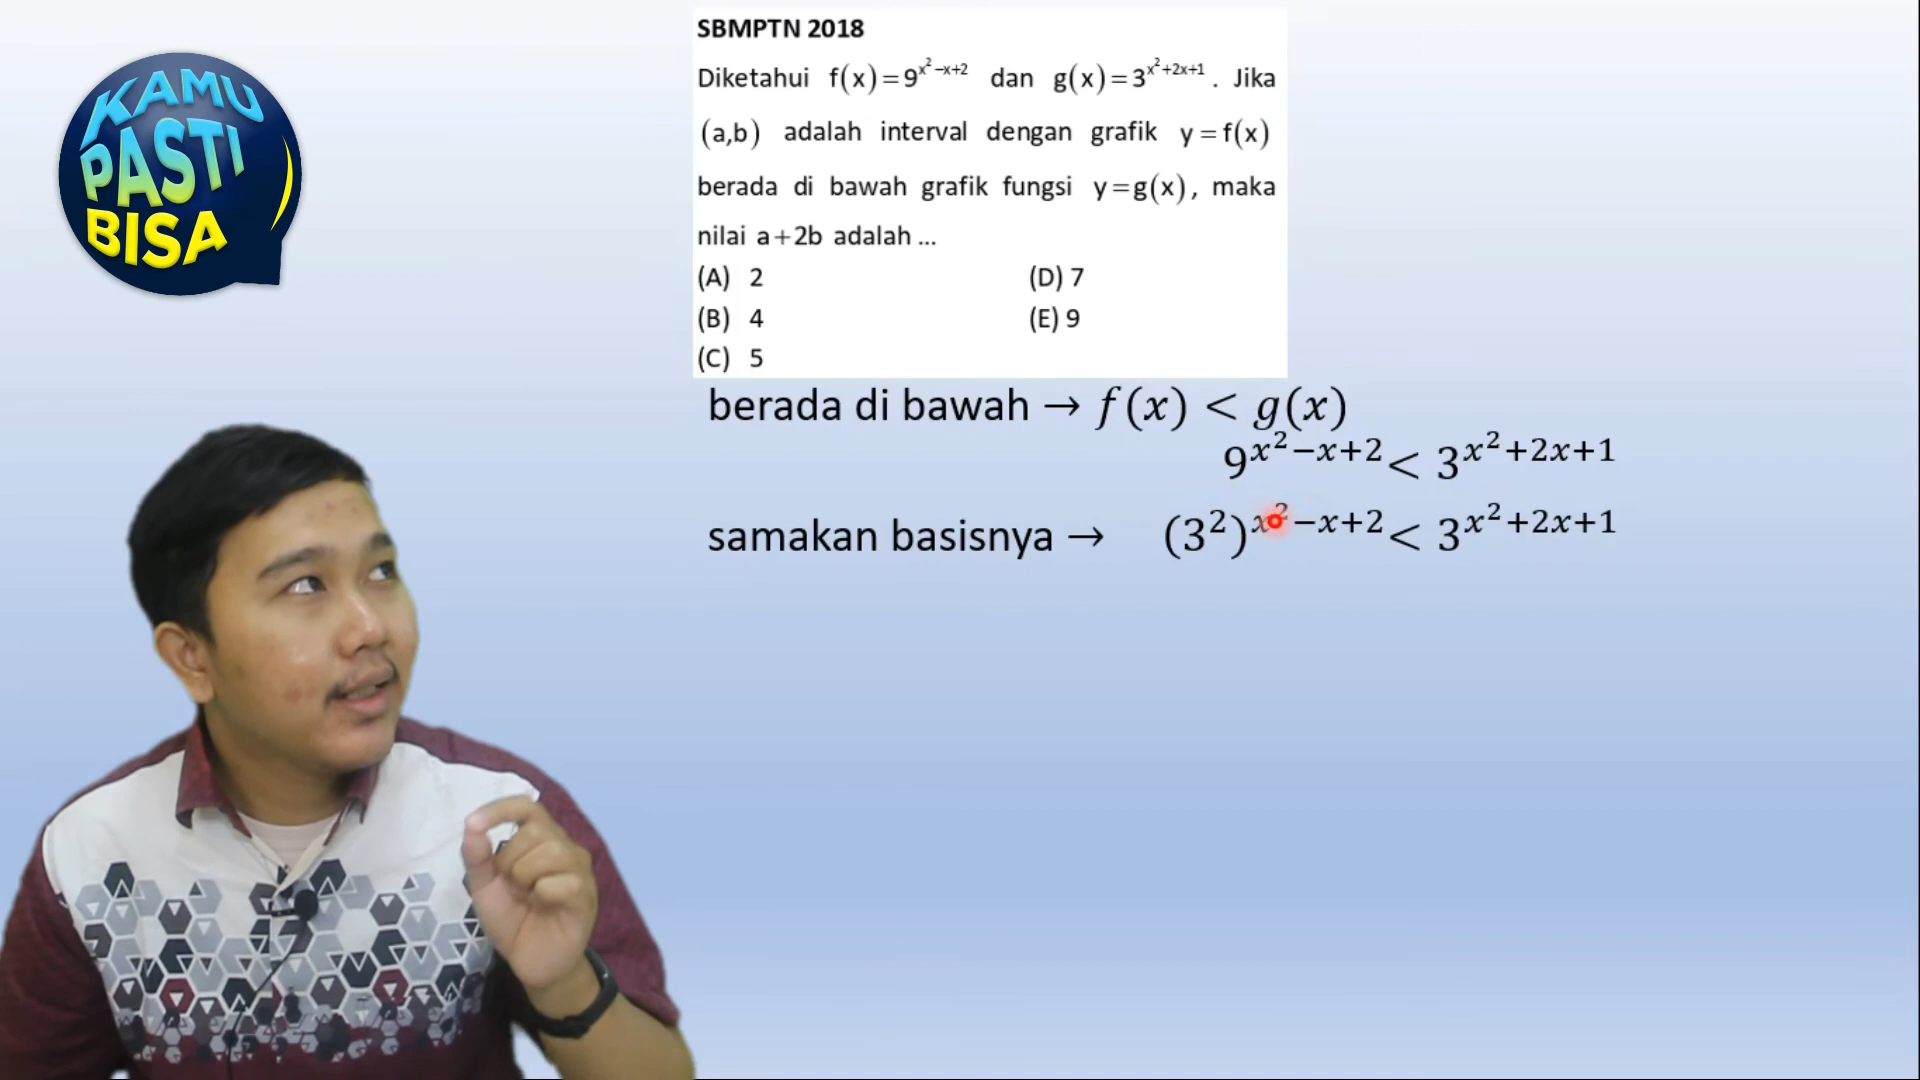 KAMU
PASTI
BISA
SBMPTN 2018
Diketahui f(x)=9^{x²−x+2} dan g(x)=3^{x²+2x+1}. Jika
(a,b) adalah interval dengan grafik y=f(x)
berada di bawah grafik fungsi y=g(x), maka
nilai a+2b adalah ...
(A) 2 (D) 7
(B) 4 (E) 9
(C) 5
berada di bawah → f(x) < g(x)
9^{x²−x+2} < 3^{x²+2x+1}
samakan basisnya → (3²)^{x²−x+2} < 3^{x²+2x+1}